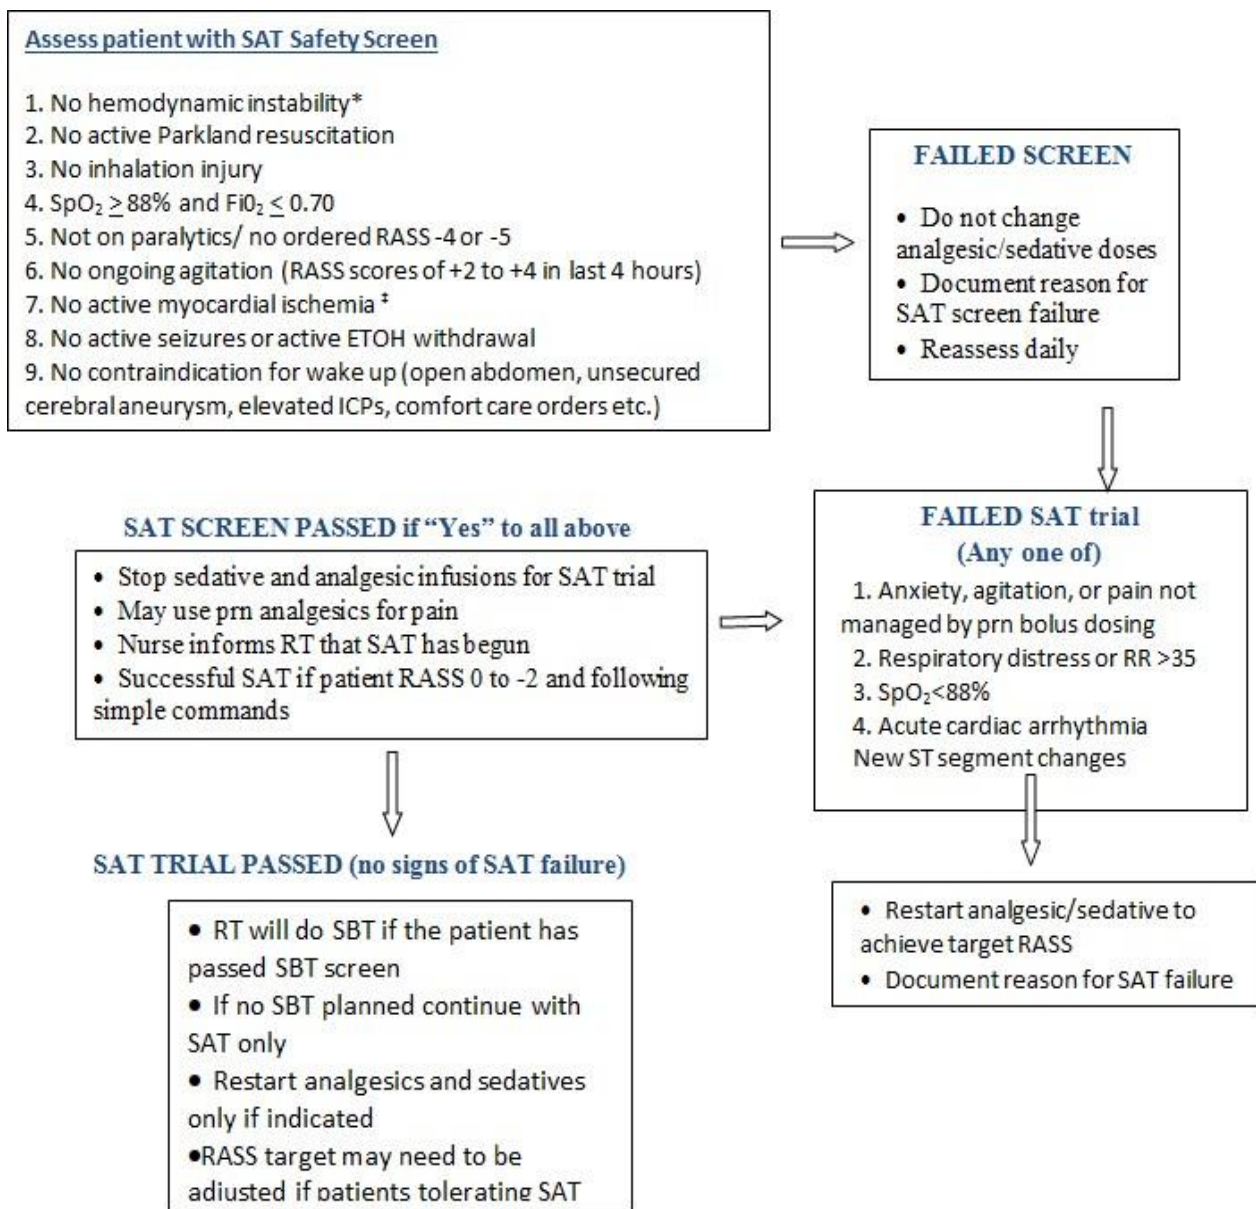 Assess patient with SAT Safety Screen
1. No hemodynamic instability*
2. No active Parkland resuscitation
3. No inhalation injury
4. SpO₂ ≥ 88% and Fi0₂ ≤ 0.70
5. Not on paralytics/ no ordered RASS -4 or -5
6. No ongoing agitation (RASS scores of +2 to +4 in last 4 hours)
7. No active myocardial ischemia ‡
8. No active seizures or active ETOH withdrawal
9. No contraindication for wake up (open abdomen, unsecured
cerebral aneurysm, elevated ICPs, comfort care orders etc.)
FAILED SCREEN
• Do not change
analgesic/sedative doses
• Document reason for
SAT screen failure
• Reassess daily
SAT SCREEN PASSED if “Yes” to all above
• Stop sedative and analgesic infusions for SAT trial
• May use prn analgesics for pain
• Nurse informs RT that SAT has begun
• Successful SAT if patient RASS 0 to -2 and following
simple commands
FAILED SAT trial
(Any one of)
1. Anxiety, agitation, or pain not
managed by prn bolus dosing
2. Respiratory distress or RR >35
3. SpO₂<88%
4. Acute cardiac arrhythmia
New ST segment changes
SAT TRIAL PASSED (no signs of SAT failure)
• RT will do SBT if the patient has
passed SBT screen
• If no SBT planned continue with
SAT only
• Restart analgesics and sedatives
only if indicated
•RASS target may need to be
adjusted if patients tolerating SAT
• Restart analgesic/sedative to
achieve target RASS
• Document reason for SAT failure